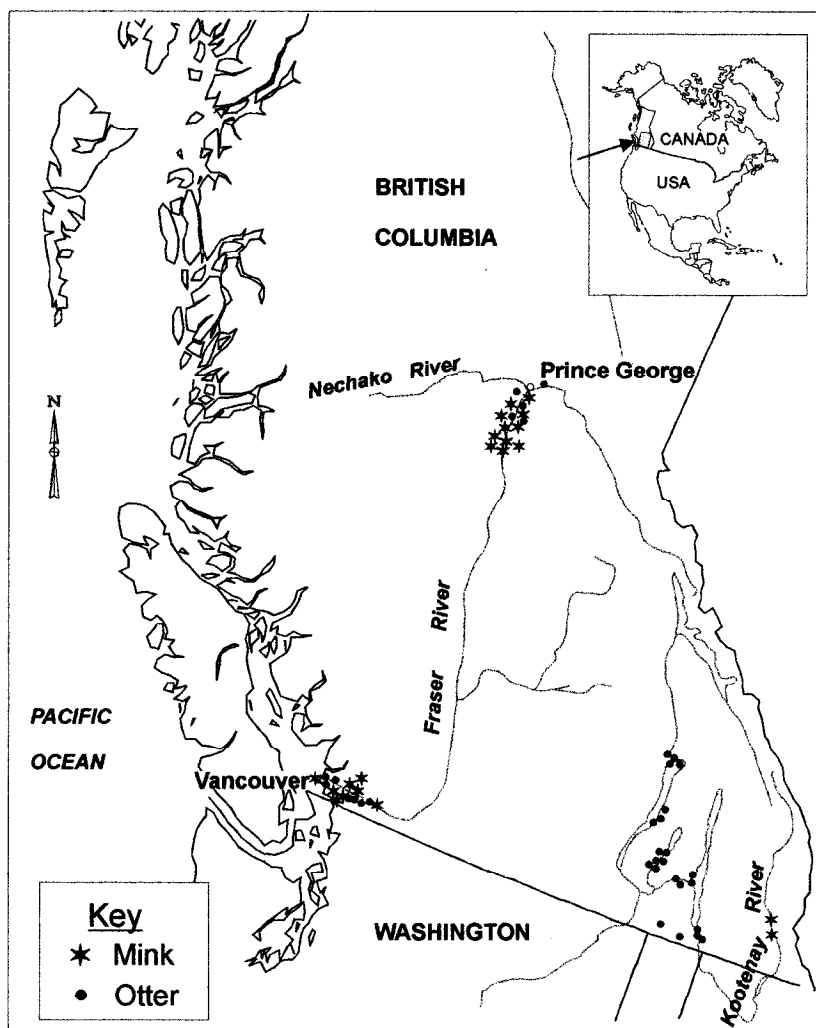 CANADA
USA
BRITISH
COLUMBIA
Nechako River
Prince George
N
Fraser River
PACIFIC
OCEAN
Vancouver
WASHINGTON
Kootenay River
Key
Mink
Otter